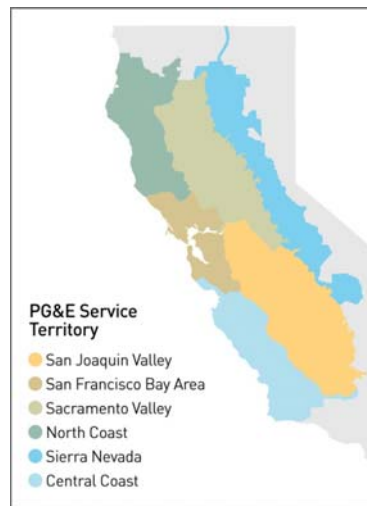 PG&E Service
Territory
San Joaquin Valley
San Francisco Bay Area
Sacramento Valley
North Coast
Sierra Nevada
Central Coast